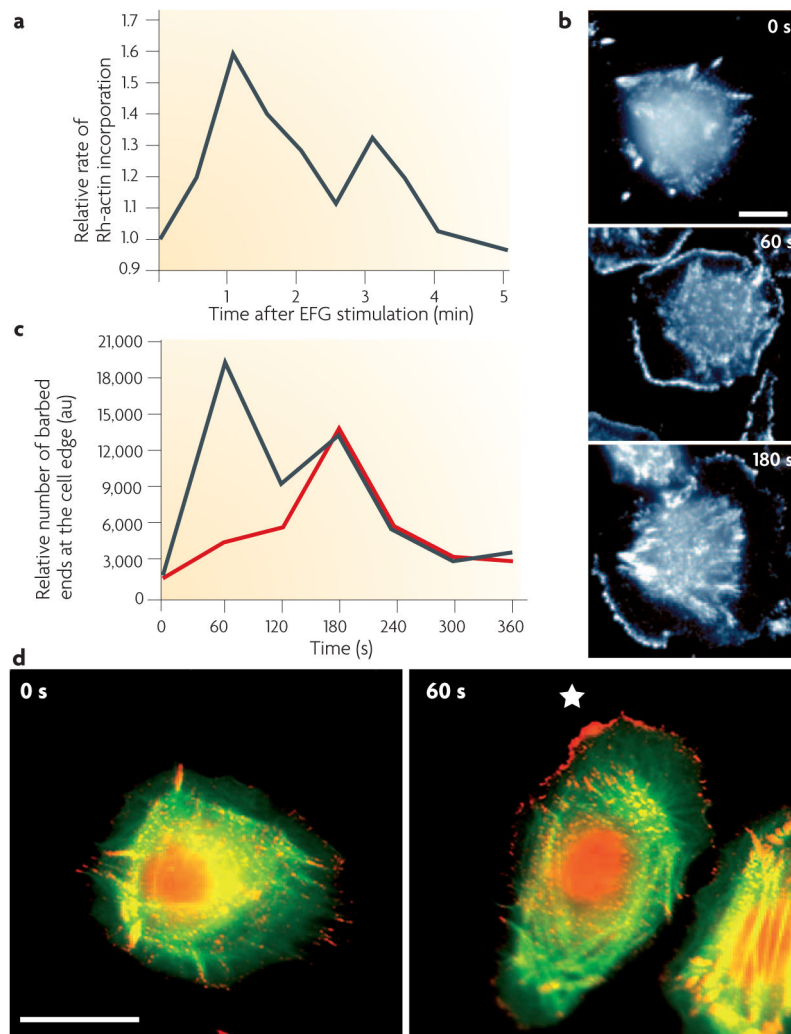 a
1.7
1.6
1.5
1.4
1.3
1.2
1.1
1.0
0.9
Relative rate of
Rh-actin incorporation
1 2 3 4 5
Time after EFG stimulation (min)
b
0 s
60 s
180 s
c
21,000
18,000
15,000
12,000
9,000
6,000
3,000
0
Relative number of barbed
ends at the cell edge (au)
0 60 120 180 240 300 360
Time (s)
d
0 s
60 s